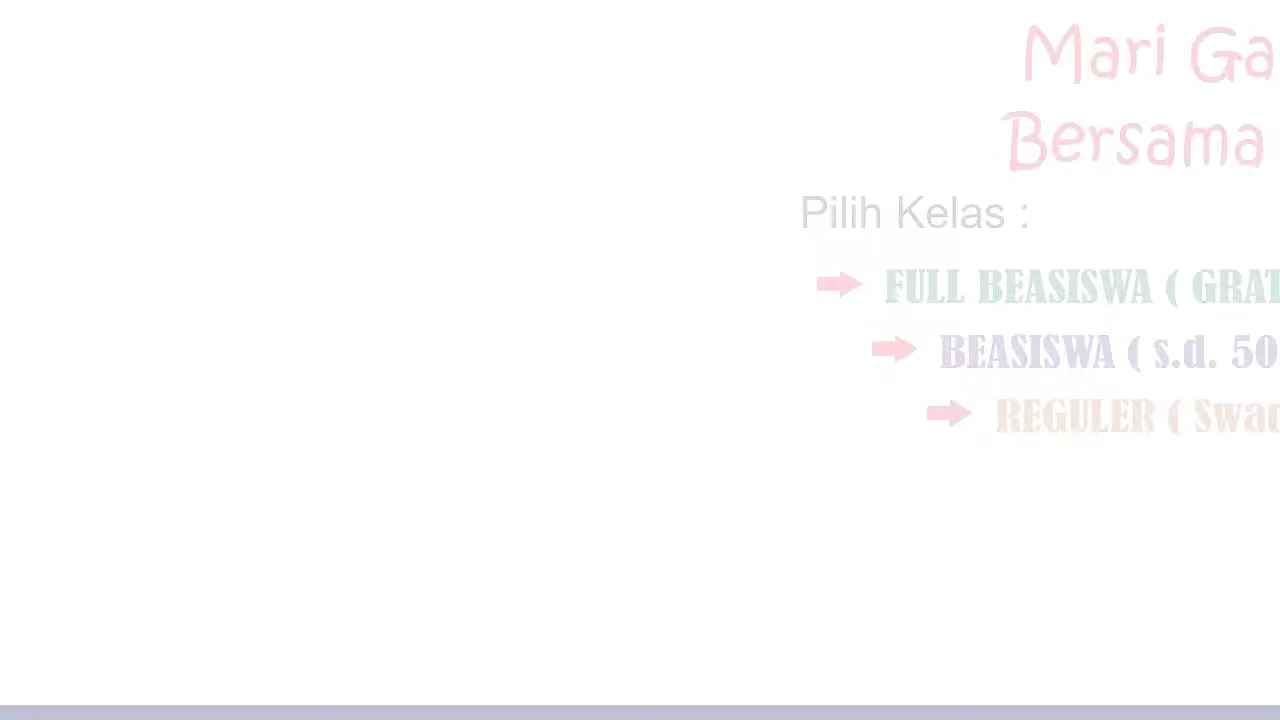 Mari Ga
Bersama
Pilih Kelas :
FULL BEASISWA ( GRAT
BEASISWA ( s.d. 50
REGULER ( Swad